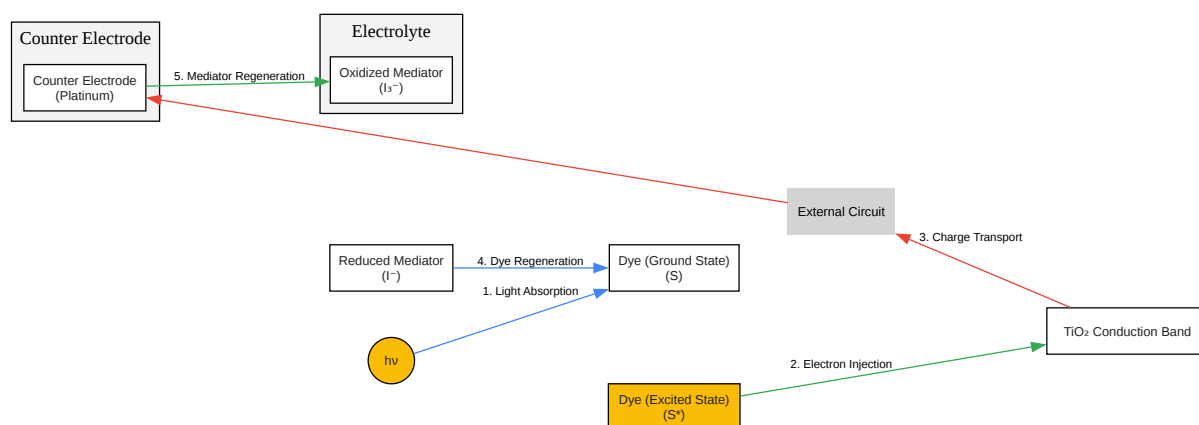 Counter Electrode
Counter Electrode
(Platinum)
5. Mediator Regeneration
Electrolyte
Oxidized Mediator
(I₃⁻)
External Circuit
3. Charge Transport
Reduced Mediator
(I⁻)
4. Dye Regeneration
Dye (Ground State)
(S)
1. Light Absorption
hν
TiO₂ Conduction Band
2. Electron Injection
Dye (Excited State)
(S*)